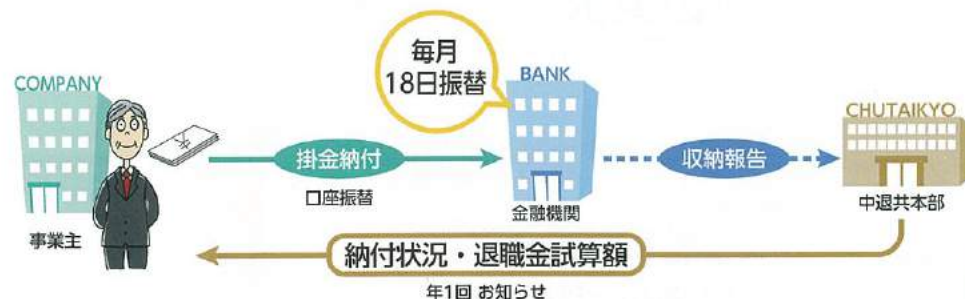 毎月
18日振替
COMPANY
BANK
CHUTAIKYO
¥
掛金納付
収納報告
口座振替
金融機関
中退共本部
事業主
納付状況・退職金試算額
年1回 お知らせ